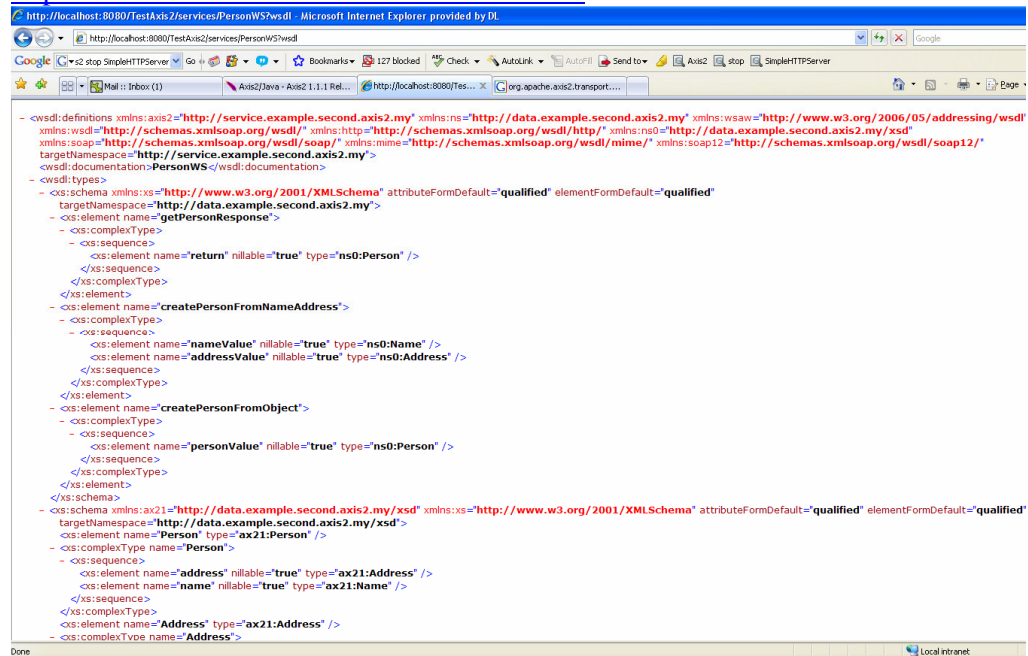 http://localhost:8080/TestAxis2/services/PersonWS?wsdl - Microsoft Internet Explorer provided by DL
http://localhost:8080/TestAxis2/services/PersonWS?wsdl
Google
Google G s2 stop SimpleHTTPServer Go Bookmarks 127 blocked Check AutoLink AutoFill Send to Axis2 stop SimpleHTTPServer
Mail :: Inbox (1) Axis2/Java - Axis2 1.1.1 Rel... http://localhost:8080/Tes... X org.apache.axis2.transport.... Page
- <wsdl:definitions xmlns:axis2="http://service.example.second.axis2.my" xmlns:ns="http://data.example.second.axis2.my" xmlns:wsaw="http://www.w3.org/2006/05/addressing/wsdl"
xmlns:wsdl="http://schemas.xmlsoap.org/wsdl/" xmlns:http="http://schemas.xmlsoap.org/wsdl/http/" xmlns:ns0="http://data.example.second.axis2.my/xsd"
xmlns:soap="http://schemas.xmlsoap.org/wsdl/soap/" xmlns:mime="http://schemas.xmlsoap.org/wsdl/mime/" xmlns:soap12="http://schemas.xmlsoap.org/wsdl/soap12/"
targetNamespace="http://service.example.second.axis2.my">
<wsdl:documentation>PersonWS</wsdl:documentation>
- <wsdl:types>
- <xs:schema xmlns:xs="http://www.w3.org/2001/XMLSchema" attributeFormDefault="qualified" elementFormDefault="qualified"
targetNamespace="http://data.example.second.axis2.my">
- <xs:element name="getPersonResponse">
- <xs:complexType>
- <xs:sequence>
<xs:element name="return" nillable="true" type="ns0:Person" />
</xs:sequence>
</xs:complexType>
</xs:element>
- <xs:element name="createPersonFromNameAddress">
- <xs:complexType>
- <xs:sequence>
<xs:element name="nameValue" nillable="true" type="ns0:Name" />
<xs:element name="addressValue" nillable="true" type="ns0:Address" />
</xs:sequence>
</xs:complexType>
</xs:element>
- <xs:element name="createPersonFromObject">
- <xs:complexType>
- <xs:sequence>
<xs:element name="personValue" nillable="true" type="ns0:Person" />
</xs:sequence>
</xs:complexType>
</xs:element>
</xs:schema>
- <xs:schema xmlns:ax21="http://data.example.second.axis2.my/xsd" xmlns:xs="http://www.w3.org/2001/XMLSchema" attributeFormDefault="qualified" elementFormDefault="qualified"
targetNamespace="http://data.example.second.axis2.my/xsd">
<xs:element name="Person" type="ax21:Person" />
- <xs:complexType name="Person">
- <xs:sequence>
<xs:element name="address" nillable="true" type="ax21:Address" />
<xs:element name="name" nillable="true" type="ax21:Name" />
</xs:sequence>
</xs:complexType>
<xs:element name="Address" type="ax21:Address" />
- <xs:complexType name="Address">
Done Local intranet